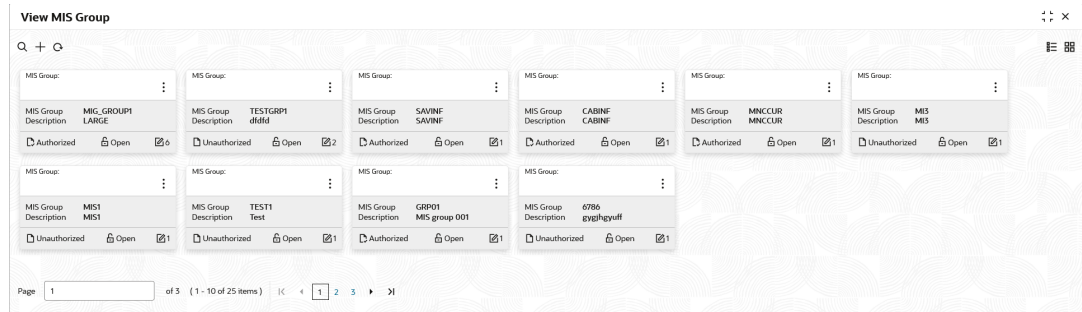 View MIS Group
MIS Group:
MIS Group MIG_GROUP1
Description LARGE
Authorized Open 6
MIS Group:
MIS Group TESTGRP1
Description dfdfd
Unauthorized Open 2
MIS Group:
MIS Group SAVINF
Description SAVINF
Authorized Open 1
MIS Group:
MIS Group CABINF
Description CABINF
Authorized Open 1
MIS Group:
MIS Group MNCCUR
Description MNCCUR
Authorized Open 1
MIS Group:
MIS Group MI3
Description MI3
Unauthorized Open 1
MIS Group:
MIS Group MIS1
Description MIS1
Unauthorized Open 1
MIS Group:
MIS Group TEST1
Description Test
Unauthorized Open 1
MIS Group:
MIS Group GRP01
Description MIS group 001
Authorized Open 1
MIS Group:
MIS Group 6786
Description gygjhgyuff
Unauthorized Open 1
Page 1 of 3 (1 - 10 of 25 items) 1 2 3